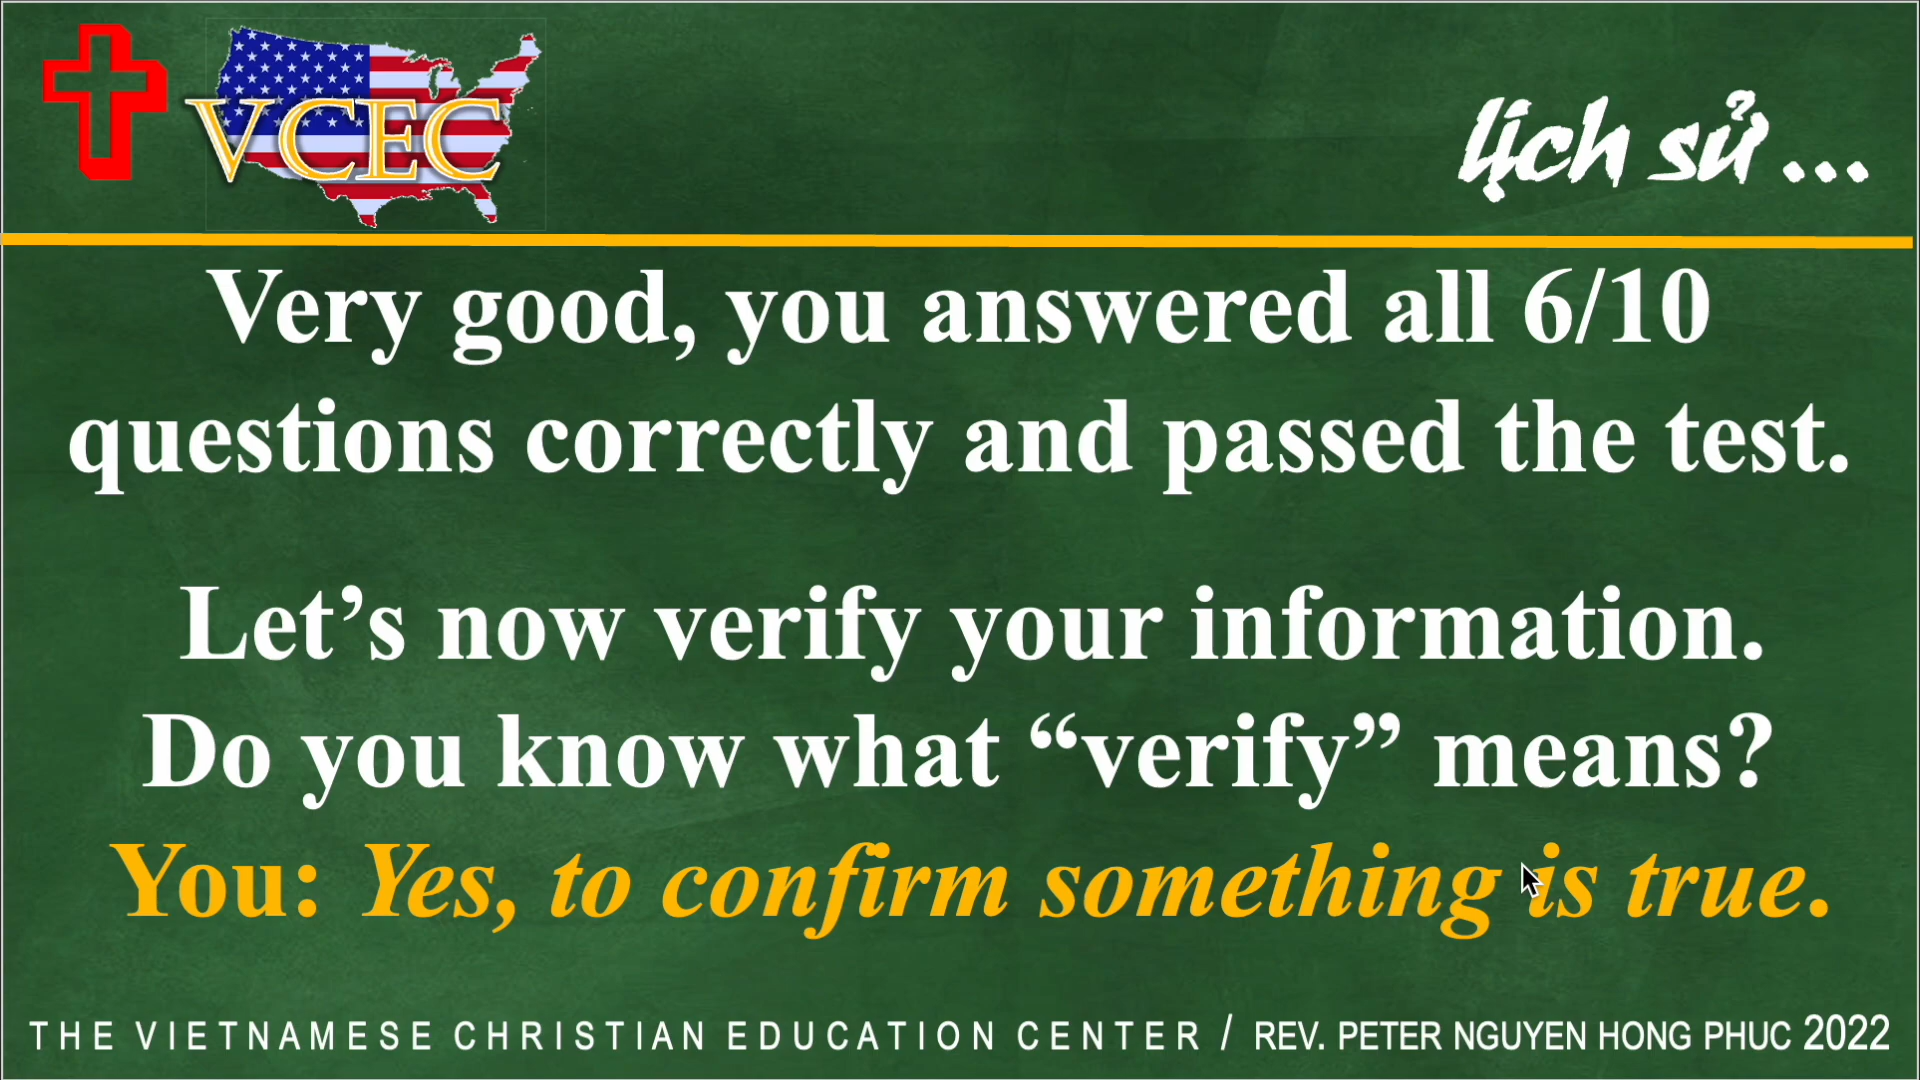 VCEC
lịch sử ...
Very good, you answered all 6/10
questions correctly and passed the test.
Let’s now verify your information.
Do you know what “verify” means?
You: Yes, to confirm something is true.
THE VIETNAMESE CHRISTIAN EDUCATION CENTER / REV. PETER NGUYEN HONG PHUC 2022